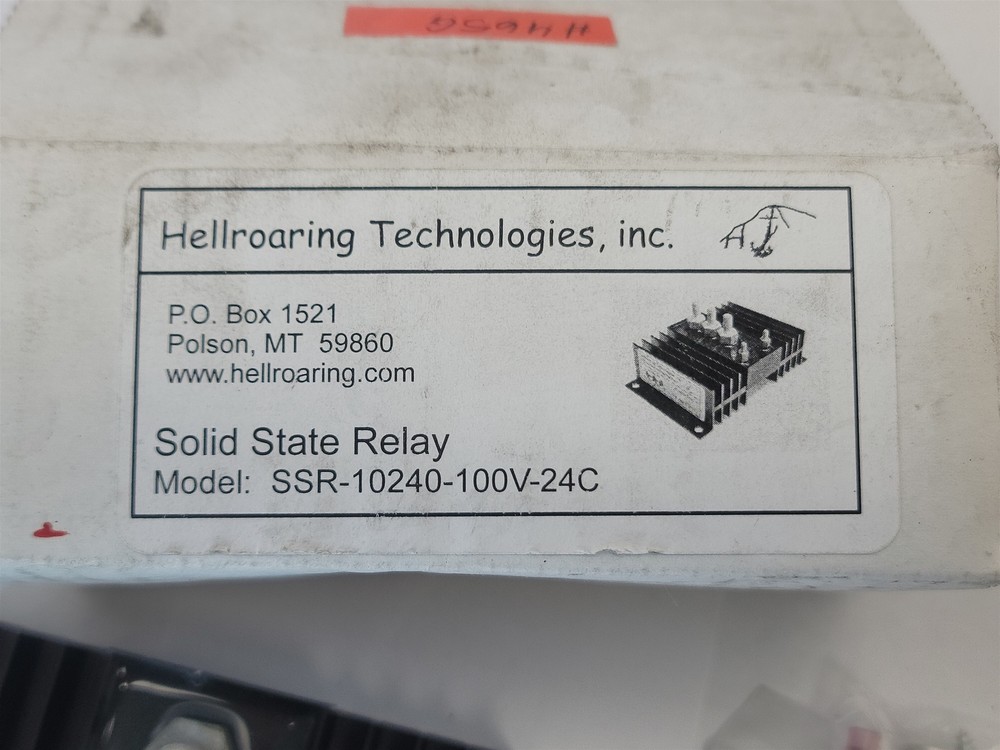 Hellroaring Technologies, inc.
P.O. Box 1521
Polson, MT 59860
www.hellroaring.com
Solid State Relay
Model: SSR-10240-100V-24C